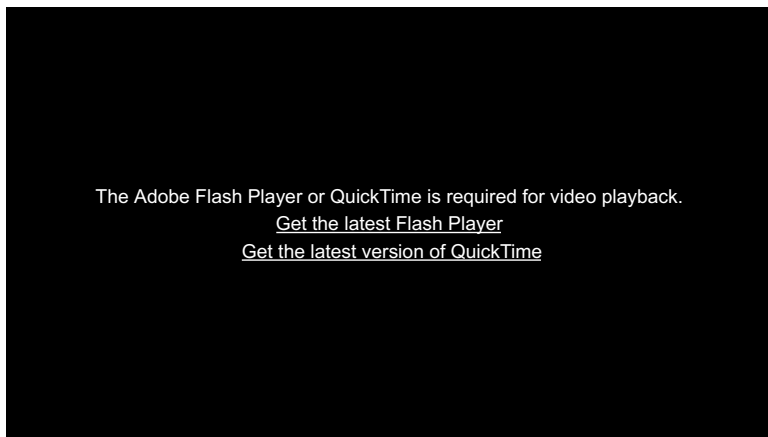 The Adobe Flash Player or QuickTime is required for video playback.
Get the latest Flash Player
Get the latest version of QuickTime